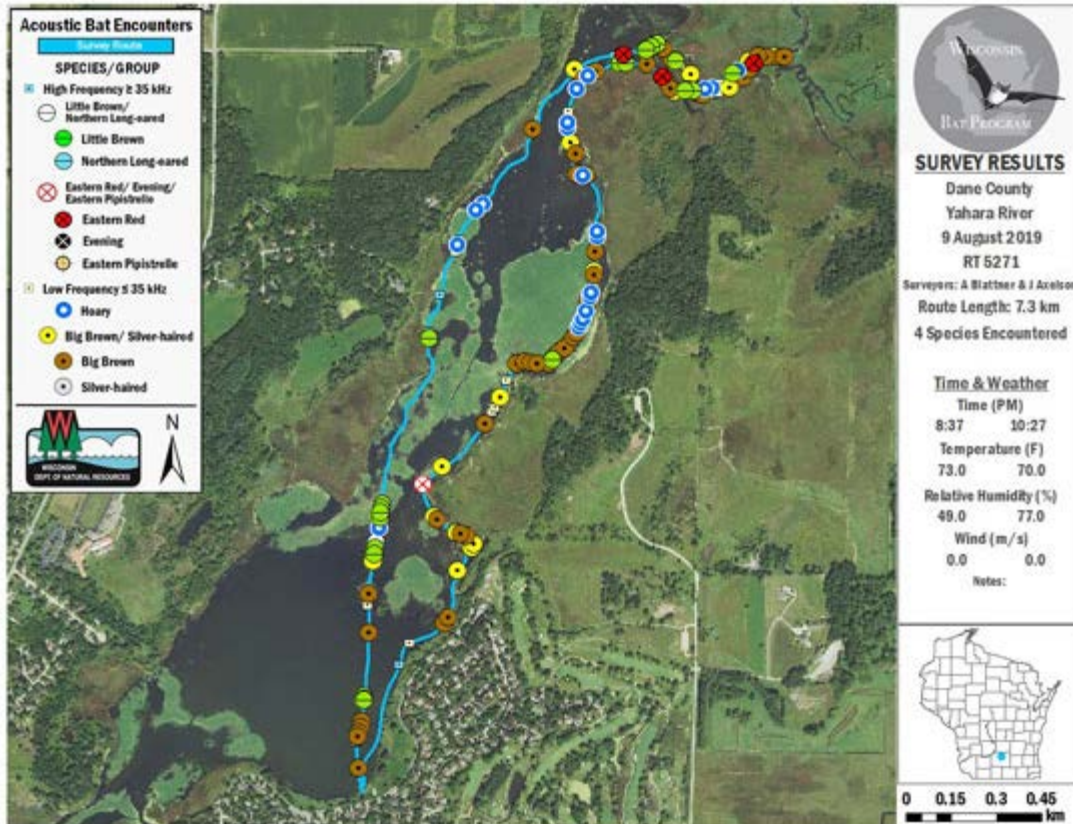 Acoustic Bat Encounters
Survey Route
SPECIES/GROUP
High Frequency ≥ 35 kHz
Little Brown/
Northern Long-eared
Little Brown
Northern Long-eared
Eastern Red/ Evening/
Eastern Pipistrelle
Eastern Red
Evening
Eastern Pipistrelle
Low Frequency ≤ 35 kHz
Hoary
Big Brown/ Silver-haired
Big Brown
Silver-haired
W
WISCONSIN
DEPT. OF NATURAL RESOURCES
N
WISCONSIN
BAT PROGRAM
SURVEY RESULTS
Dane County
Yahara River
9 August 2019
RT 5271
Surveyors: A Blattner & J Axelson
Route Length: 7.3 km
4 Species Encountered
Time & Weather
Time (PM)
8:37 10:27
Temperature (F)
73.0 70.0
Relative Humidity (%)
49.0 77.0
Wind (m/s)
0.0 0.0
Notes:
0 0.15 0.3 0.45
km